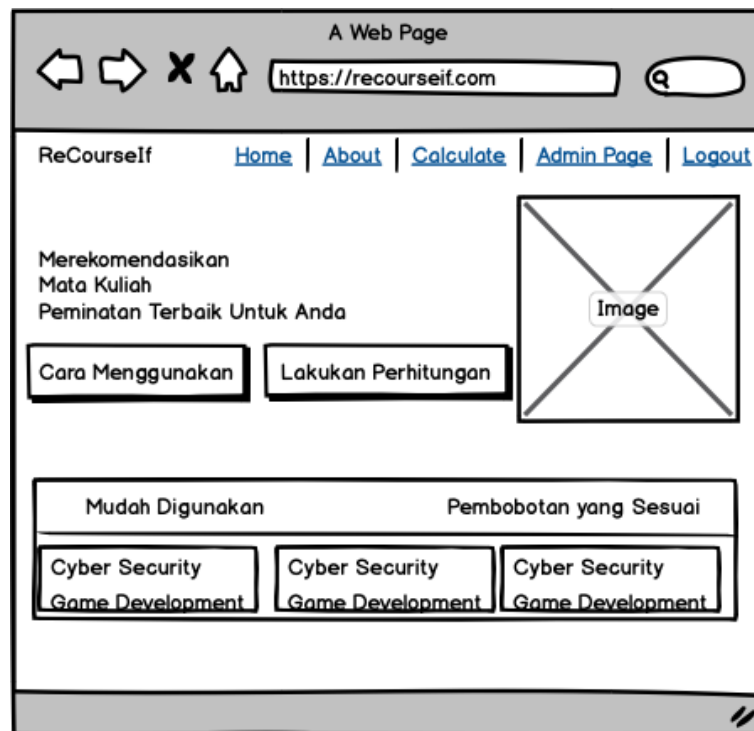 A Web Page
https://recourseif.com
ReCourseIf Home About Calculate Admin Page Logout
Merekomendasikan
Mata Kuliah
Peminatan Terbaik Untuk Anda
Image
Cara Menggunakan Lakukan Perhitungan
Mudah Digunakan Pembobotan yang Sesuai
Cyber Security Cyber Security Cyber Security
Game Development Game Development Game Development